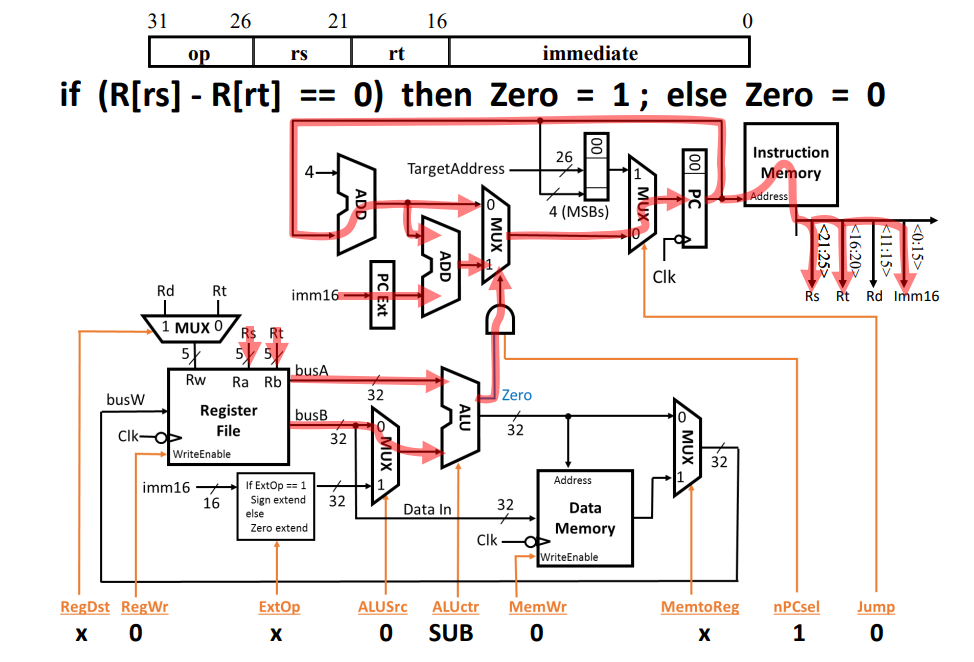 31 26 21 16 0
op rs rt immediate
if (R[rs] - R[rt] == 0) then Zero = 1 ; else Zero = 0
Instruction
Memory
Address
TargetAddress
26
00
4 (MSBs)
1
MUX
0
00
PC
Clk
4
ADD
ADD
0
MUX
1
imm16
PC Ext
<21:25>
<16:20>
<11:15>
<0:15>
Rs Rt Rd Imm16
Rd Rt
1 MUX 0
Rs Rt
5 5 5
Rw Ra Rb
busW
Register
File
Clk
WriteEnable
busA
32
busB
32
0
MUX
1
ALU
Zero
32
imm16
16
If ExtOp == 1
Sign extend
else
Zero extend
32
Data In
32
Address
Data
Memory
Clk
WriteEnable
0
MUX
1
32
RegDst RegWr ExtOp ALUSrc ALUctr MemWr MemtoReg nPCsel Jump
x 0 x 0 SUB 0 x 1 0